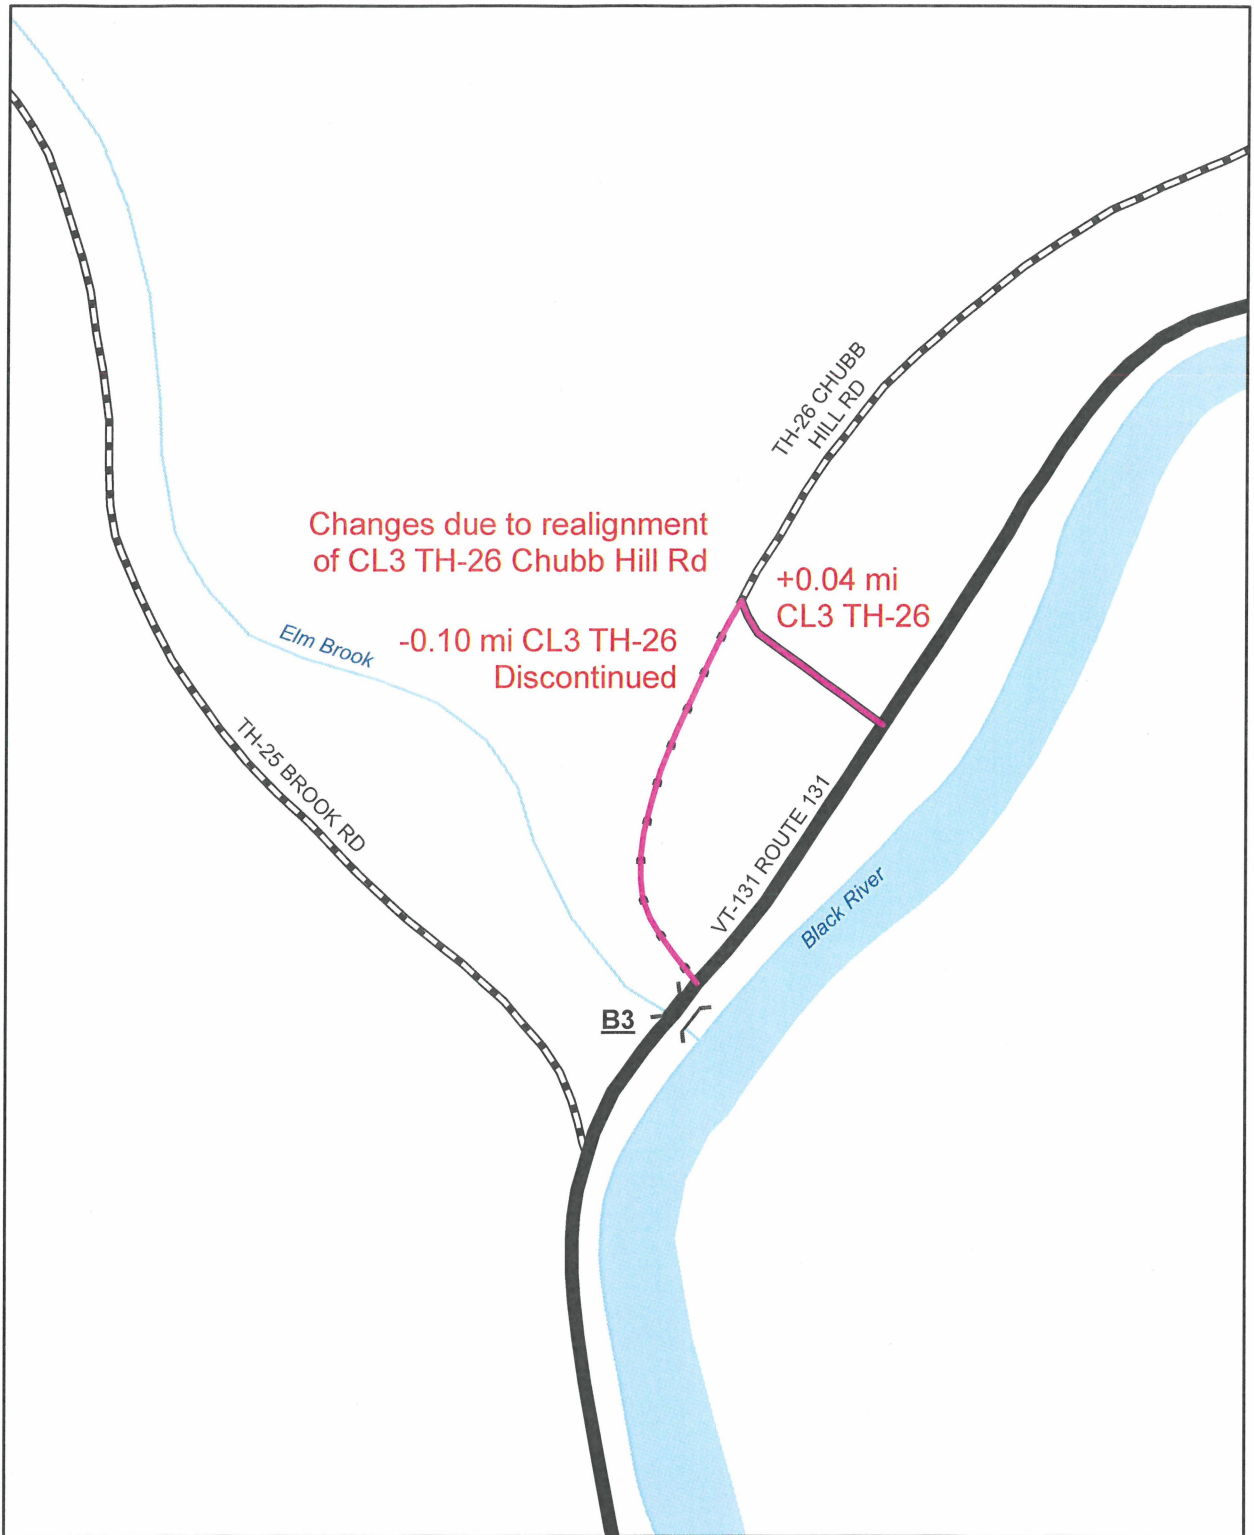 TH-26 CHUBB
HILL RD
Changes due to realignment
of CL3 TH-26 Chubb Hill Rd
+0.04 mi
CL3 TH-26
-0.10 mi CL3 TH-26
Discontinued
Elm Brook
TH-25 BROOK RD
VT-131 ROUTE 131
Black River
B3